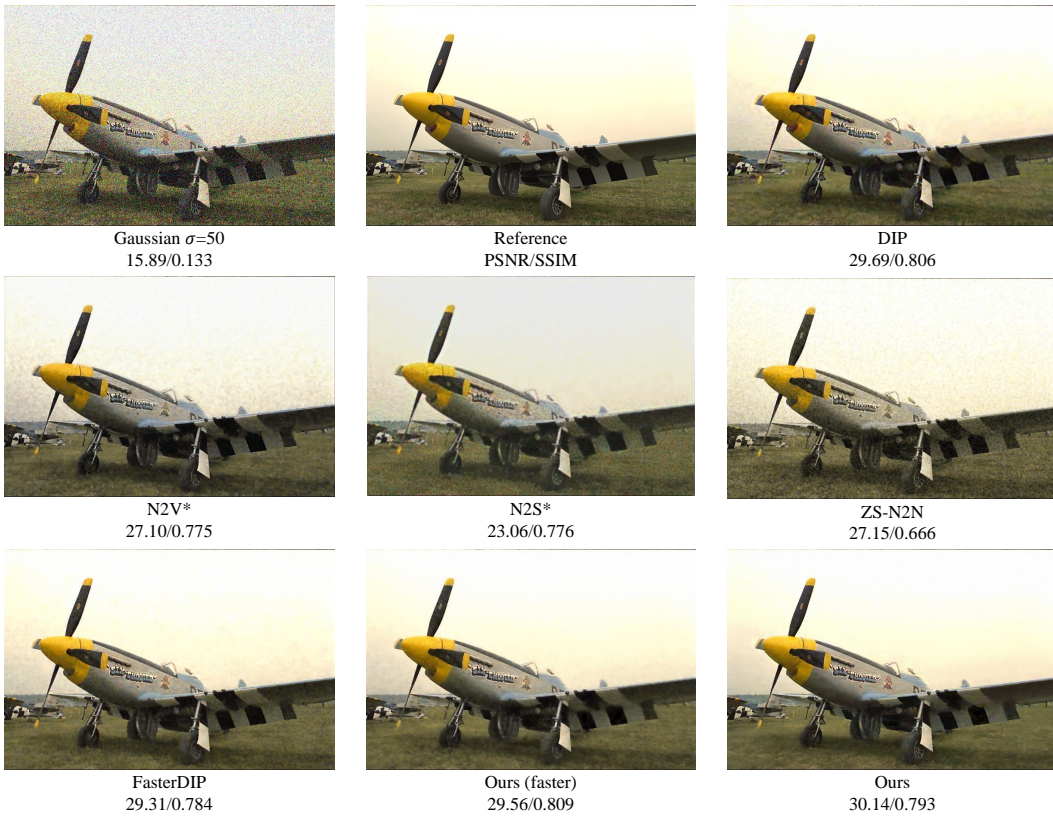 Gaussian σ=50
15.89/0.133
Reference
PSNR/SSIM
DIP
29.69/0.806
N2V*
27.10/0.775
N2S*
23.06/0.776
ZS-N2N
27.15/0.666
FasterDIP
29.31/0.784
Ours (faster)
29.56/0.809
Ours
30.14/0.793